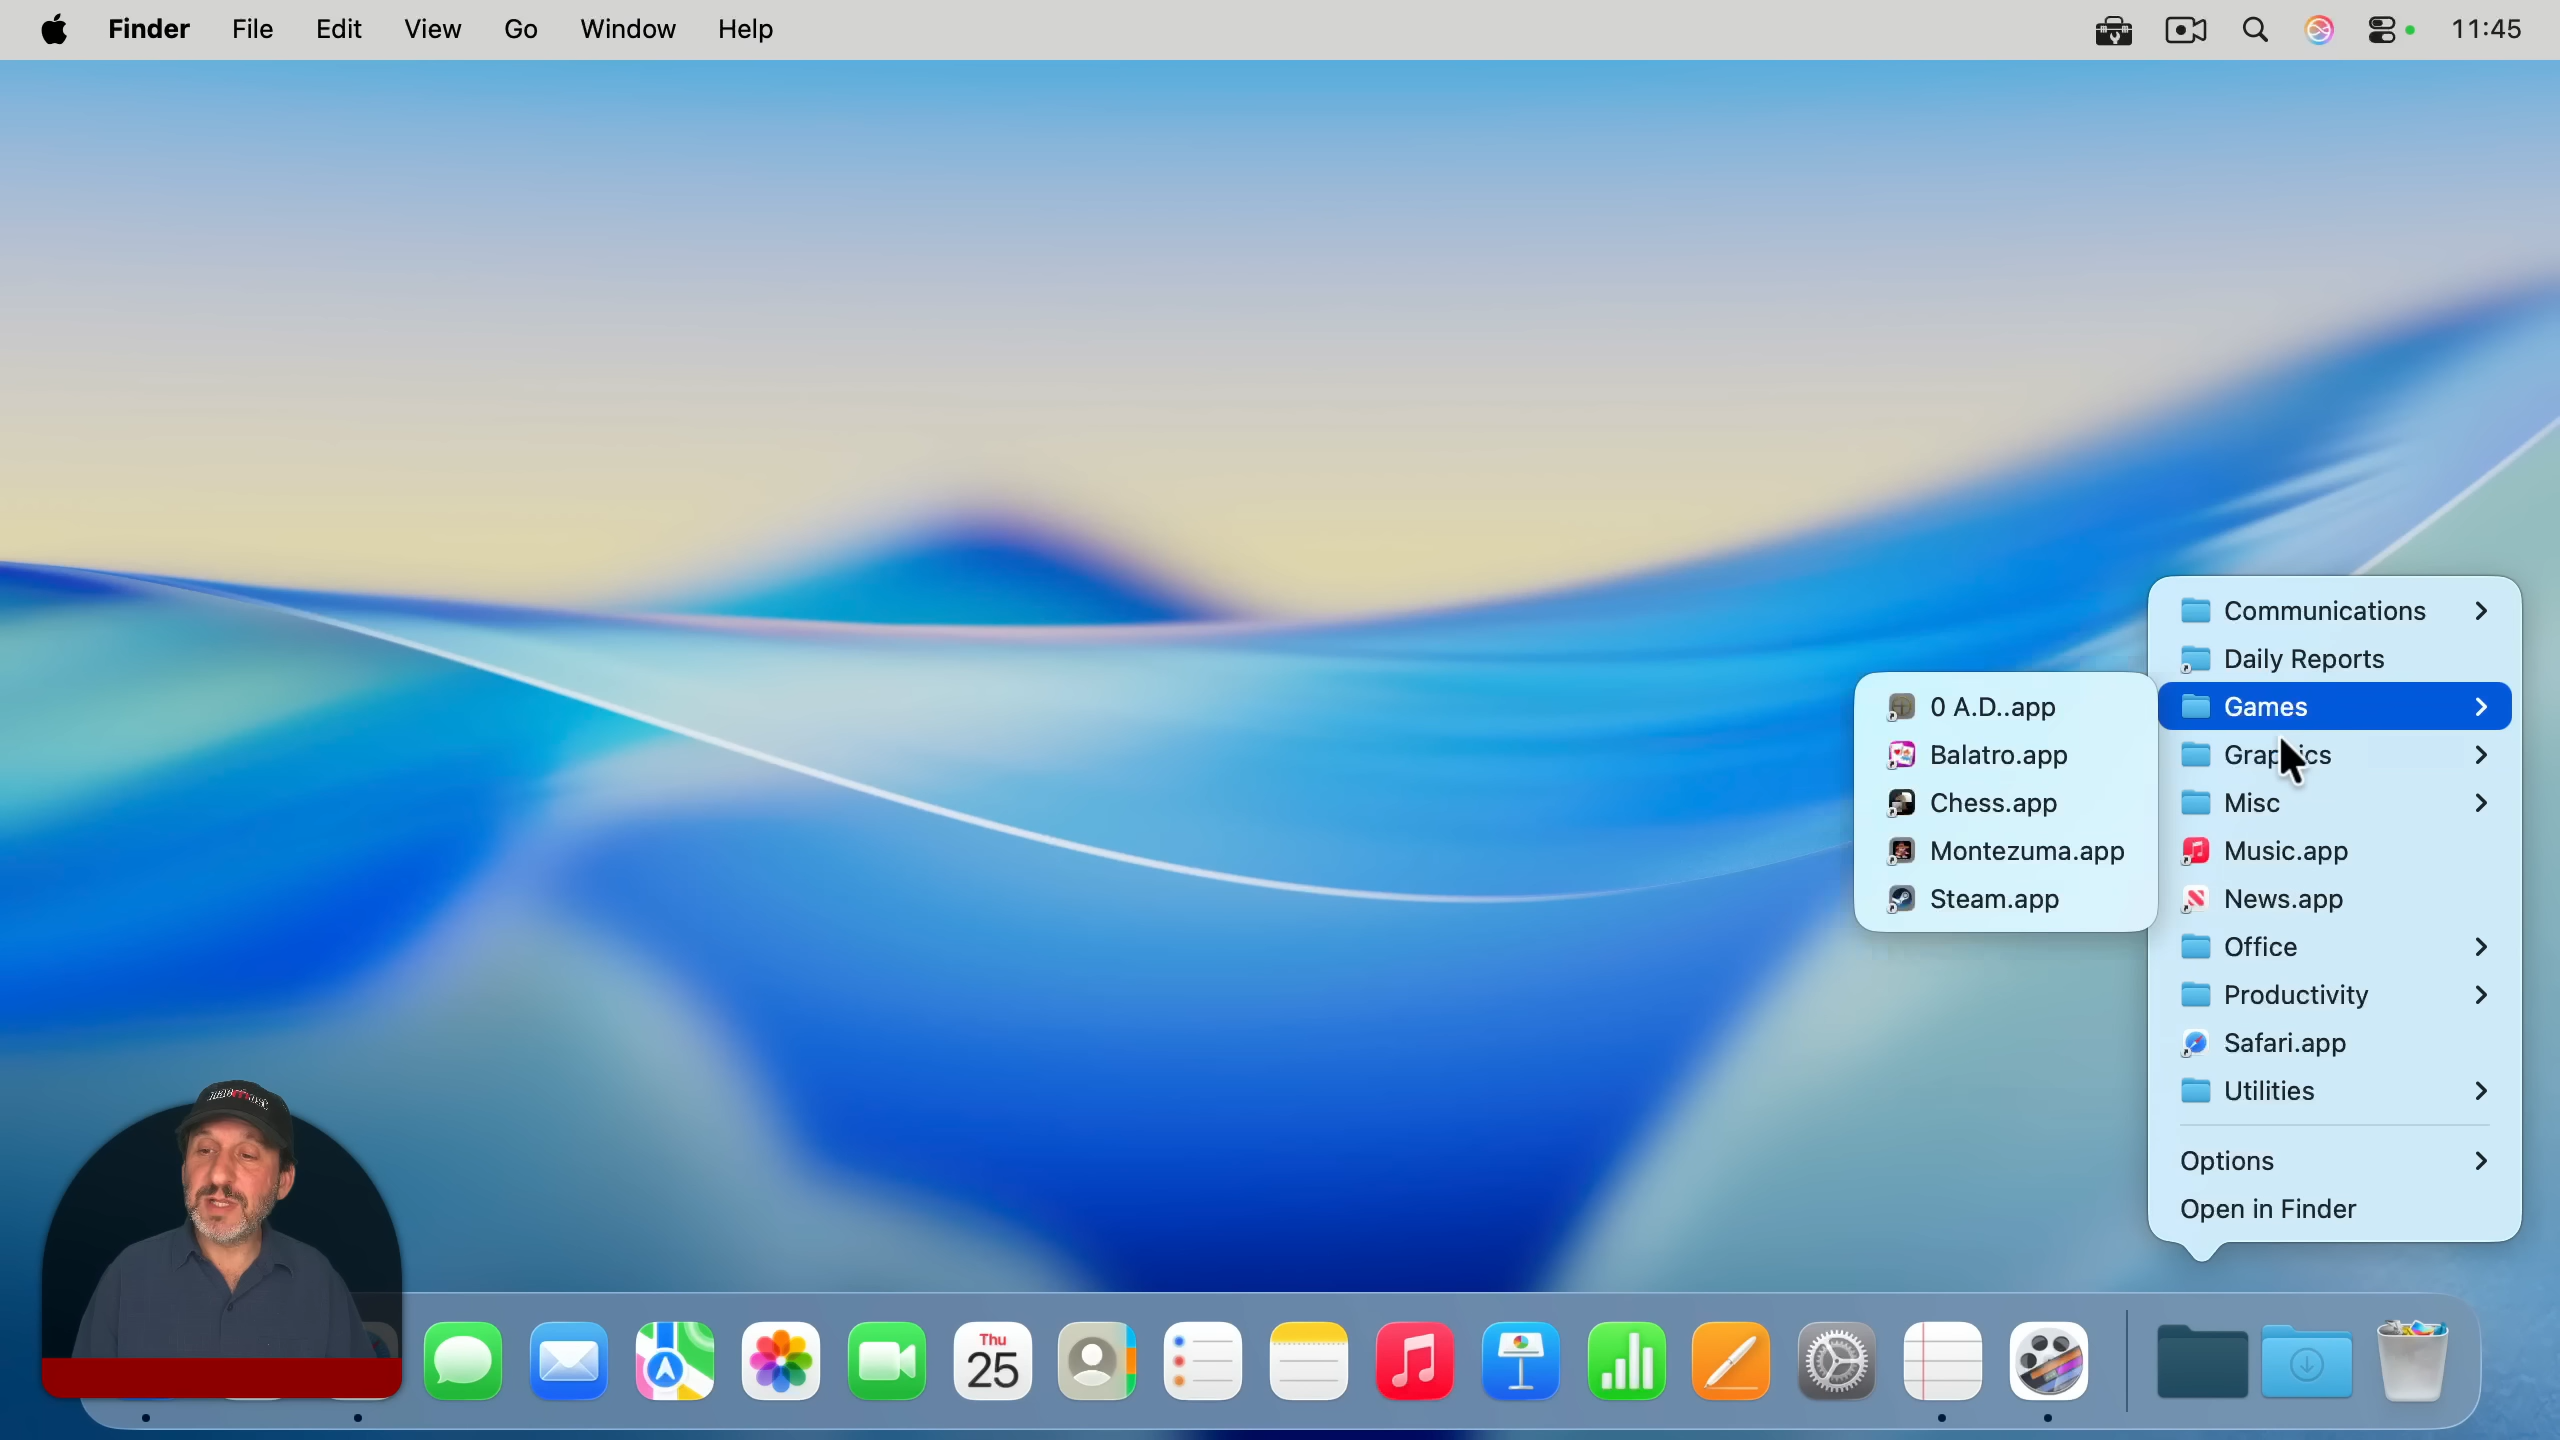 Finder File Edit View Go Window Help 11:45
Communications
Daily Reports
Games
Graphics
Misc
Music.app
News.app
Office
Productivity
Safari.app
Utilities
Options
Open in Finder
0 A.D..app
Balatro.app
Chess.app
Montezuma.app
Steam.app
Thu
25